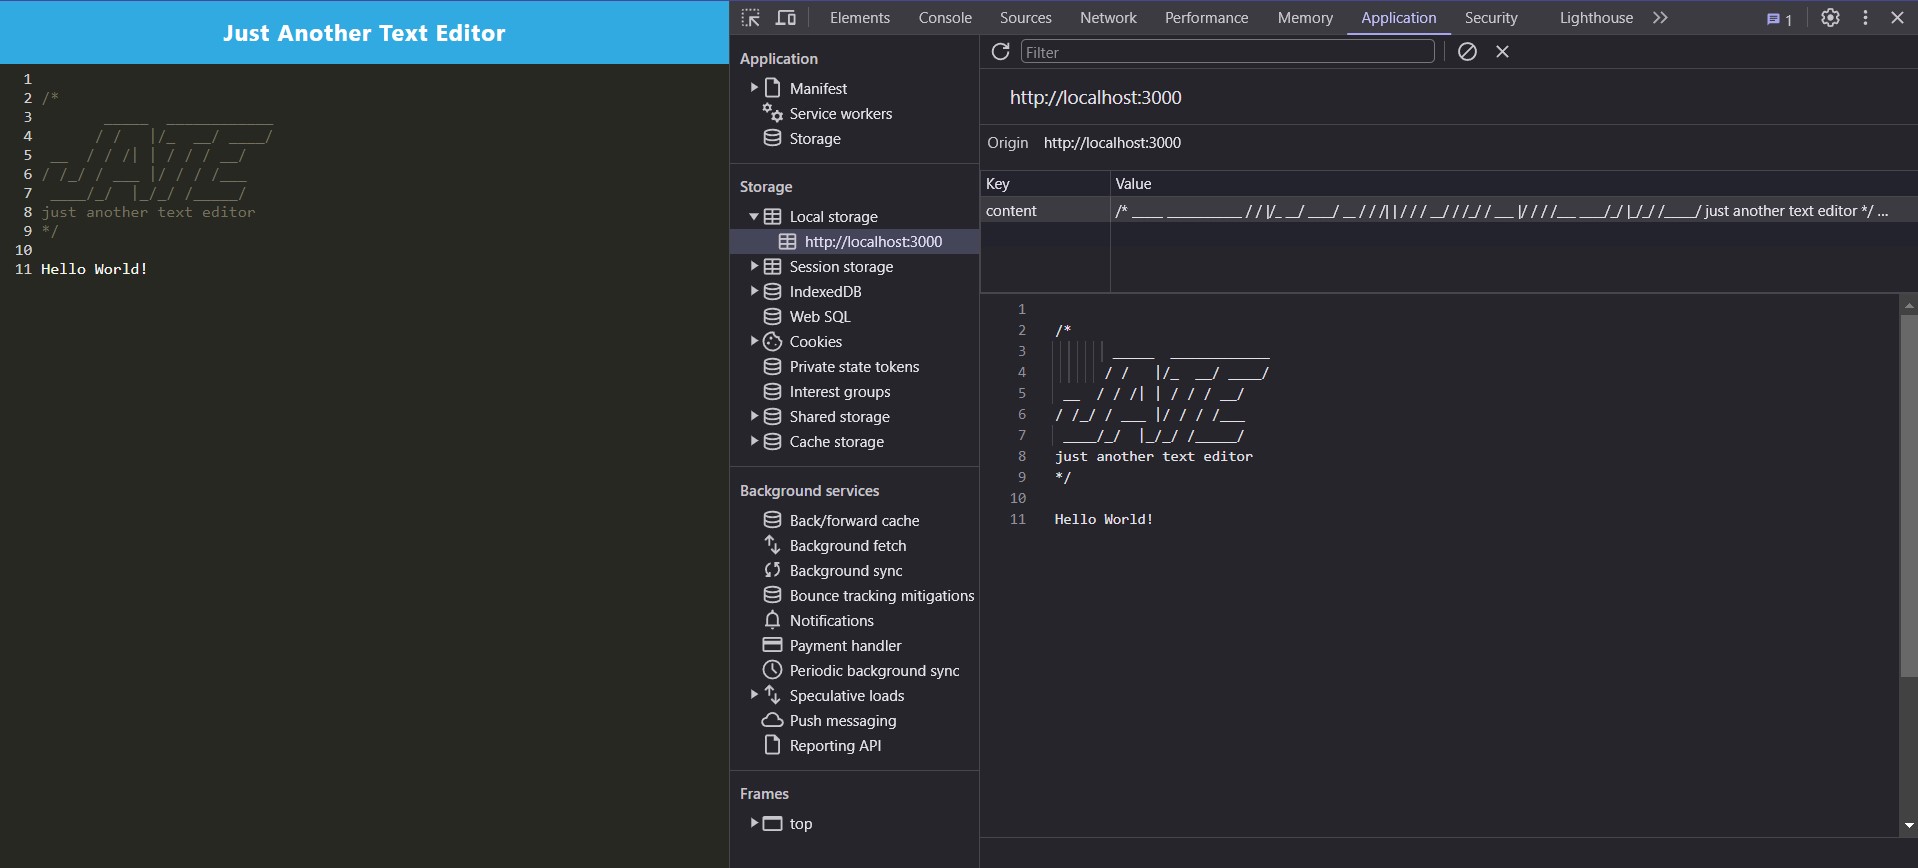 Just Another Text Editor
1
2 /*
3        _____  ____________
4       / /   |/_  __/ ____/
5  __  / / /| | / / / __/
6 / /_/ / ___ |/ / / /___
7  ____/_/  |_/_/ /_____/
8 just another text editor
9 */
10
11 Hello World!
Elements Console Sources Network Performance Memory Application Security Lighthouse 1
Application
Manifest
Service workers
Storage
Storage
Local storage
http://localhost:3000
Session storage
IndexedDB
Web SQL
Cookies
Private state tokens
Interest groups
Shared storage
Cache storage
Background services
Back/forward cache
Background fetch
Background sync
Bounce tracking mitigations
Notifications
Payment handler
Periodic background sync
Speculative loads
Push messaging
Reporting API
Frames
top
Filter
http://localhost:3000
Origin http://localhost:3000
Key Value
content /* _____ ____________ / / |/_ __/ ____/ __ / / /| | / / / __/ / /_/ / ___ |/ / / /___ ____/_/ |_/_/ /_____/ just another text editor */ ...
1
2 /*
3        _____  ____________
4       / /   |/_  __/ ____/
5  __  / / /| | / / / __/
6 / /_/ / ___ |/ / / /___
7  ____/_/  |_/_/ /_____/
8 just another text editor
9 */
10
11 Hello World!